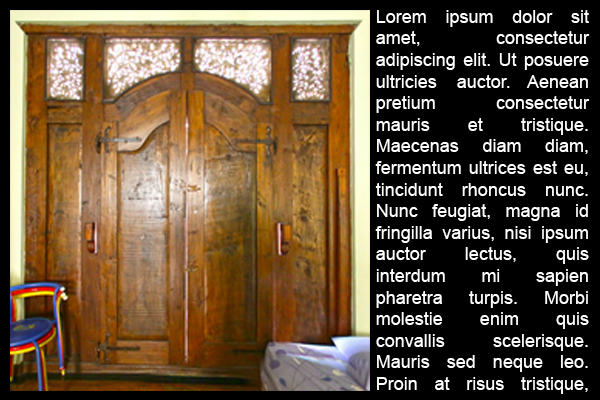 Lorem ipsum dolor sit
amet, consectetur
adipiscing elit. Ut posuere
ultricies auctor. Aenean
pretium consectetur
mauris et tristique.
Maecenas diam diam,
fermentum ultrices est eu,
tincidunt rhoncus nunc.
Nunc feugiat, magna id
fringilla varius, nisi ipsum
auctor lectus, quis
interdum mi sapien
pharetra turpis. Morbi
molestie enim quis
convallis scelerisque.
Mauris sed neque leo.
Proin at risus tristique,